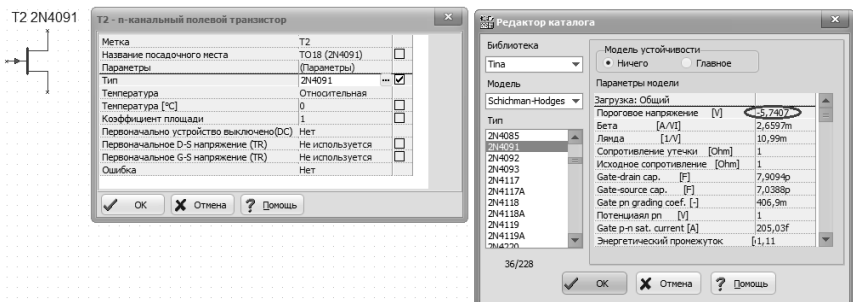 T2 2N4091
T2 - n-канальный полевой транзистор
Метка T2
Название посадочного места TO18 (2N4091)
Параметры (Параметры)
Тип 2N4091 ...
Температура Относительная
Температура [°C] 0
Коэффициент площади 1
Первоначально устройство выключено(DC) Нет
Первоначальное D-S напряжение (TR) Не используется
Первоначальное G-S напряжение (TR) Не используется
Ошибка Нет
OK Отмена Помощь
Редактор каталога
Библиотека
Tina
Модель
Schichman-Hodges
Тип
2N4085
2N4091
2N4092
2N4093
2N4117
2N4117A
2N4118
2N4118A
2N4119
2N4119A
2N4220
36/228
Модель устойчивости
Ничего Главное
Параметры модели
Загрузка: Общий
Пороговое напряжение [V] -5,7407
Бета [A/VI] 2,6597m
Лямда [1/V] 10,99m
Сопротивление утечки [Ohm] 1
Исходное сопротивление [Ohm] 1
Gate-drain cap. [F] 7,9094p
Gate-source cap. [F] 7,0388p
Gate pn grading coef. [-] 406,9m
Потенциаял pn [V] 1
Gate p-n sat. current [A] 205,03f
Энергетический промежуток [ 1,11
OK Отмена Помощь